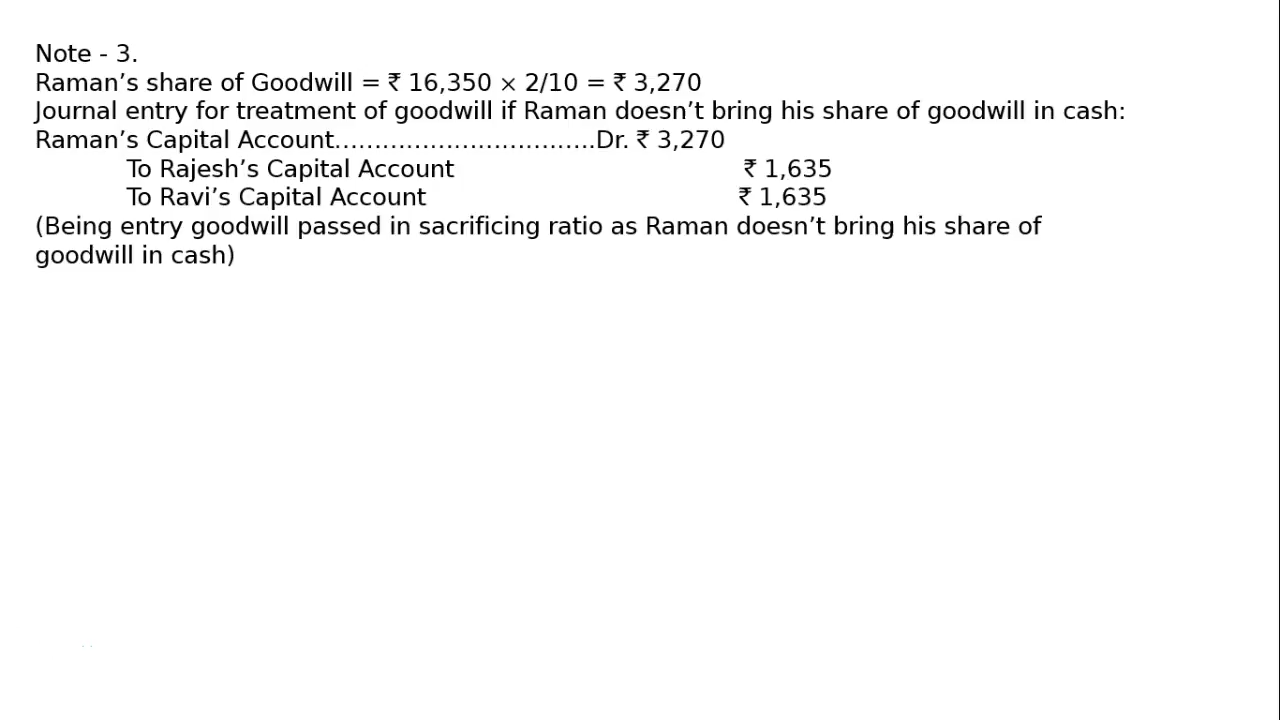 Note - 3.
Raman’s share of Goodwill = ₹ 16,350 × 2/10 = ₹ 3,270
Journal entry for treatment of goodwill if Raman doesn’t bring his share of goodwill in cash:
Raman’s Capital Account.................................Dr. ₹ 3,270
To Rajesh’s Capital Account ₹ 1,635
To Ravi’s Capital Account ₹ 1,635
(Being entry goodwill passed in sacrificing ratio as Raman doesn’t bring his share of
goodwill in cash)